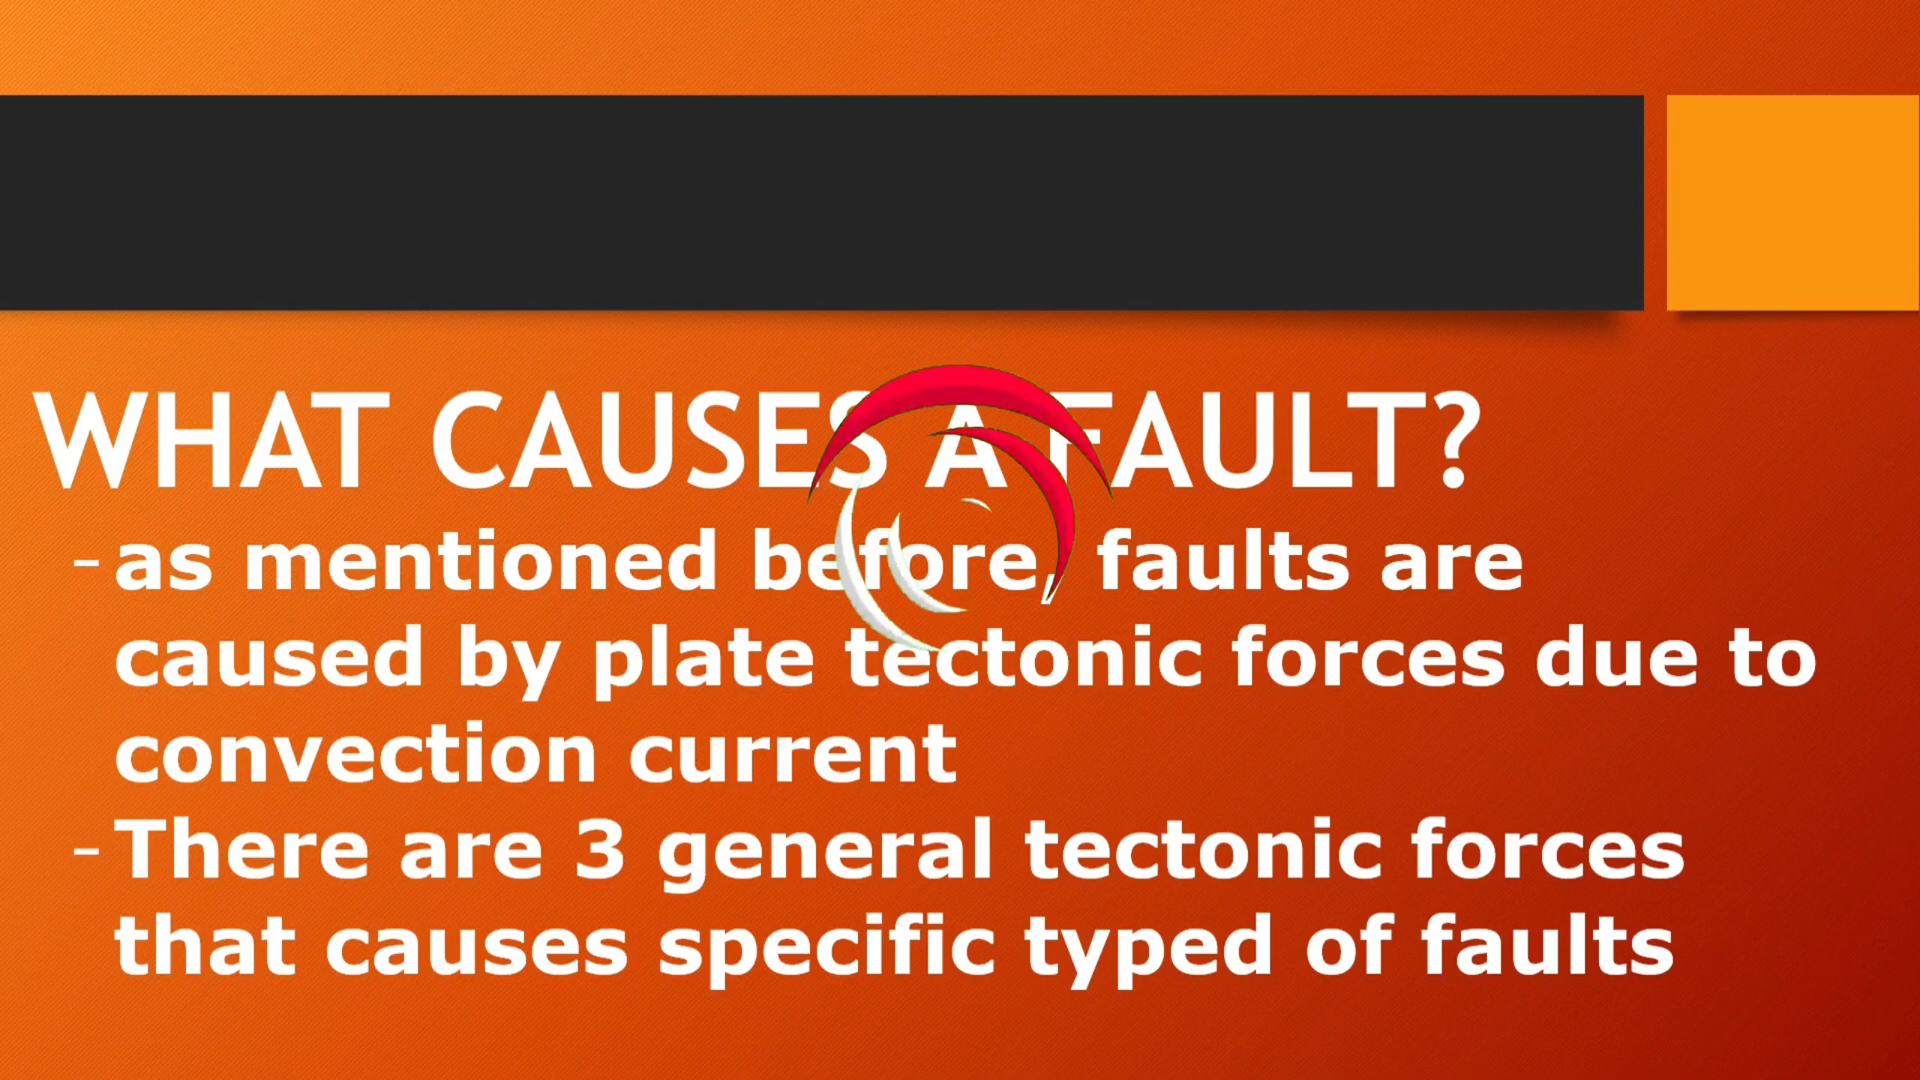 WHAT CAUSES A FAULT?
- as mentioned before, faults are
caused by plate tectonic forces due to
convection current
- There are 3 general tectonic forces
that causes specific typed of faults